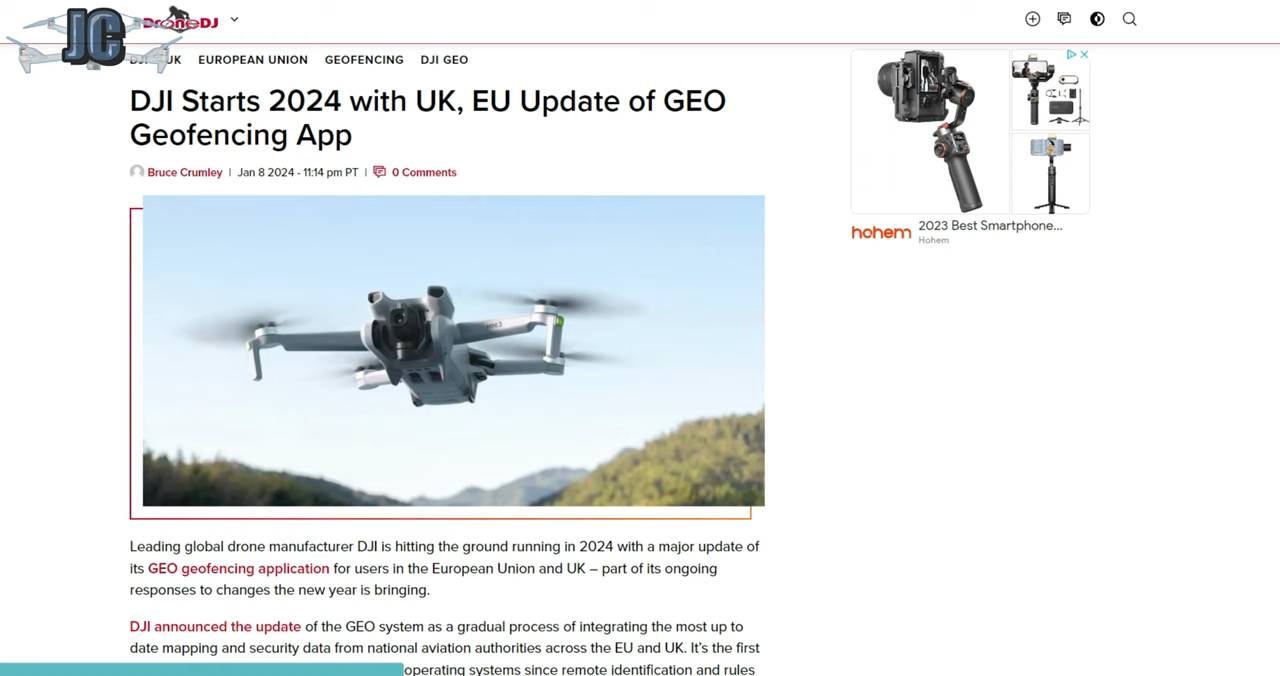 JC
DroneDJ
DJI UK EUROPEAN UNION GEOFENCING DJI GEO
DJI Starts 2024 with UK, EU Update of GEO
Geofencing App
Bruce Crumley | Jan 8 2024 - 11:14 pm PT | 0 Comments
hohem 2023 Best Smartphone...
Hohem
Leading global drone manufacturer DJI is hitting the ground running in 2024 with a major update of
its GEO geofencing application for users in the European Union and UK – part of its ongoing
responses to changes the new year is bringing.
DJI announced the update of the GEO system as a gradual process of integrating the most up to
date mapping and security data from national aviation authorities across the EU and UK. It's the first
operating systems since remote identification and rules